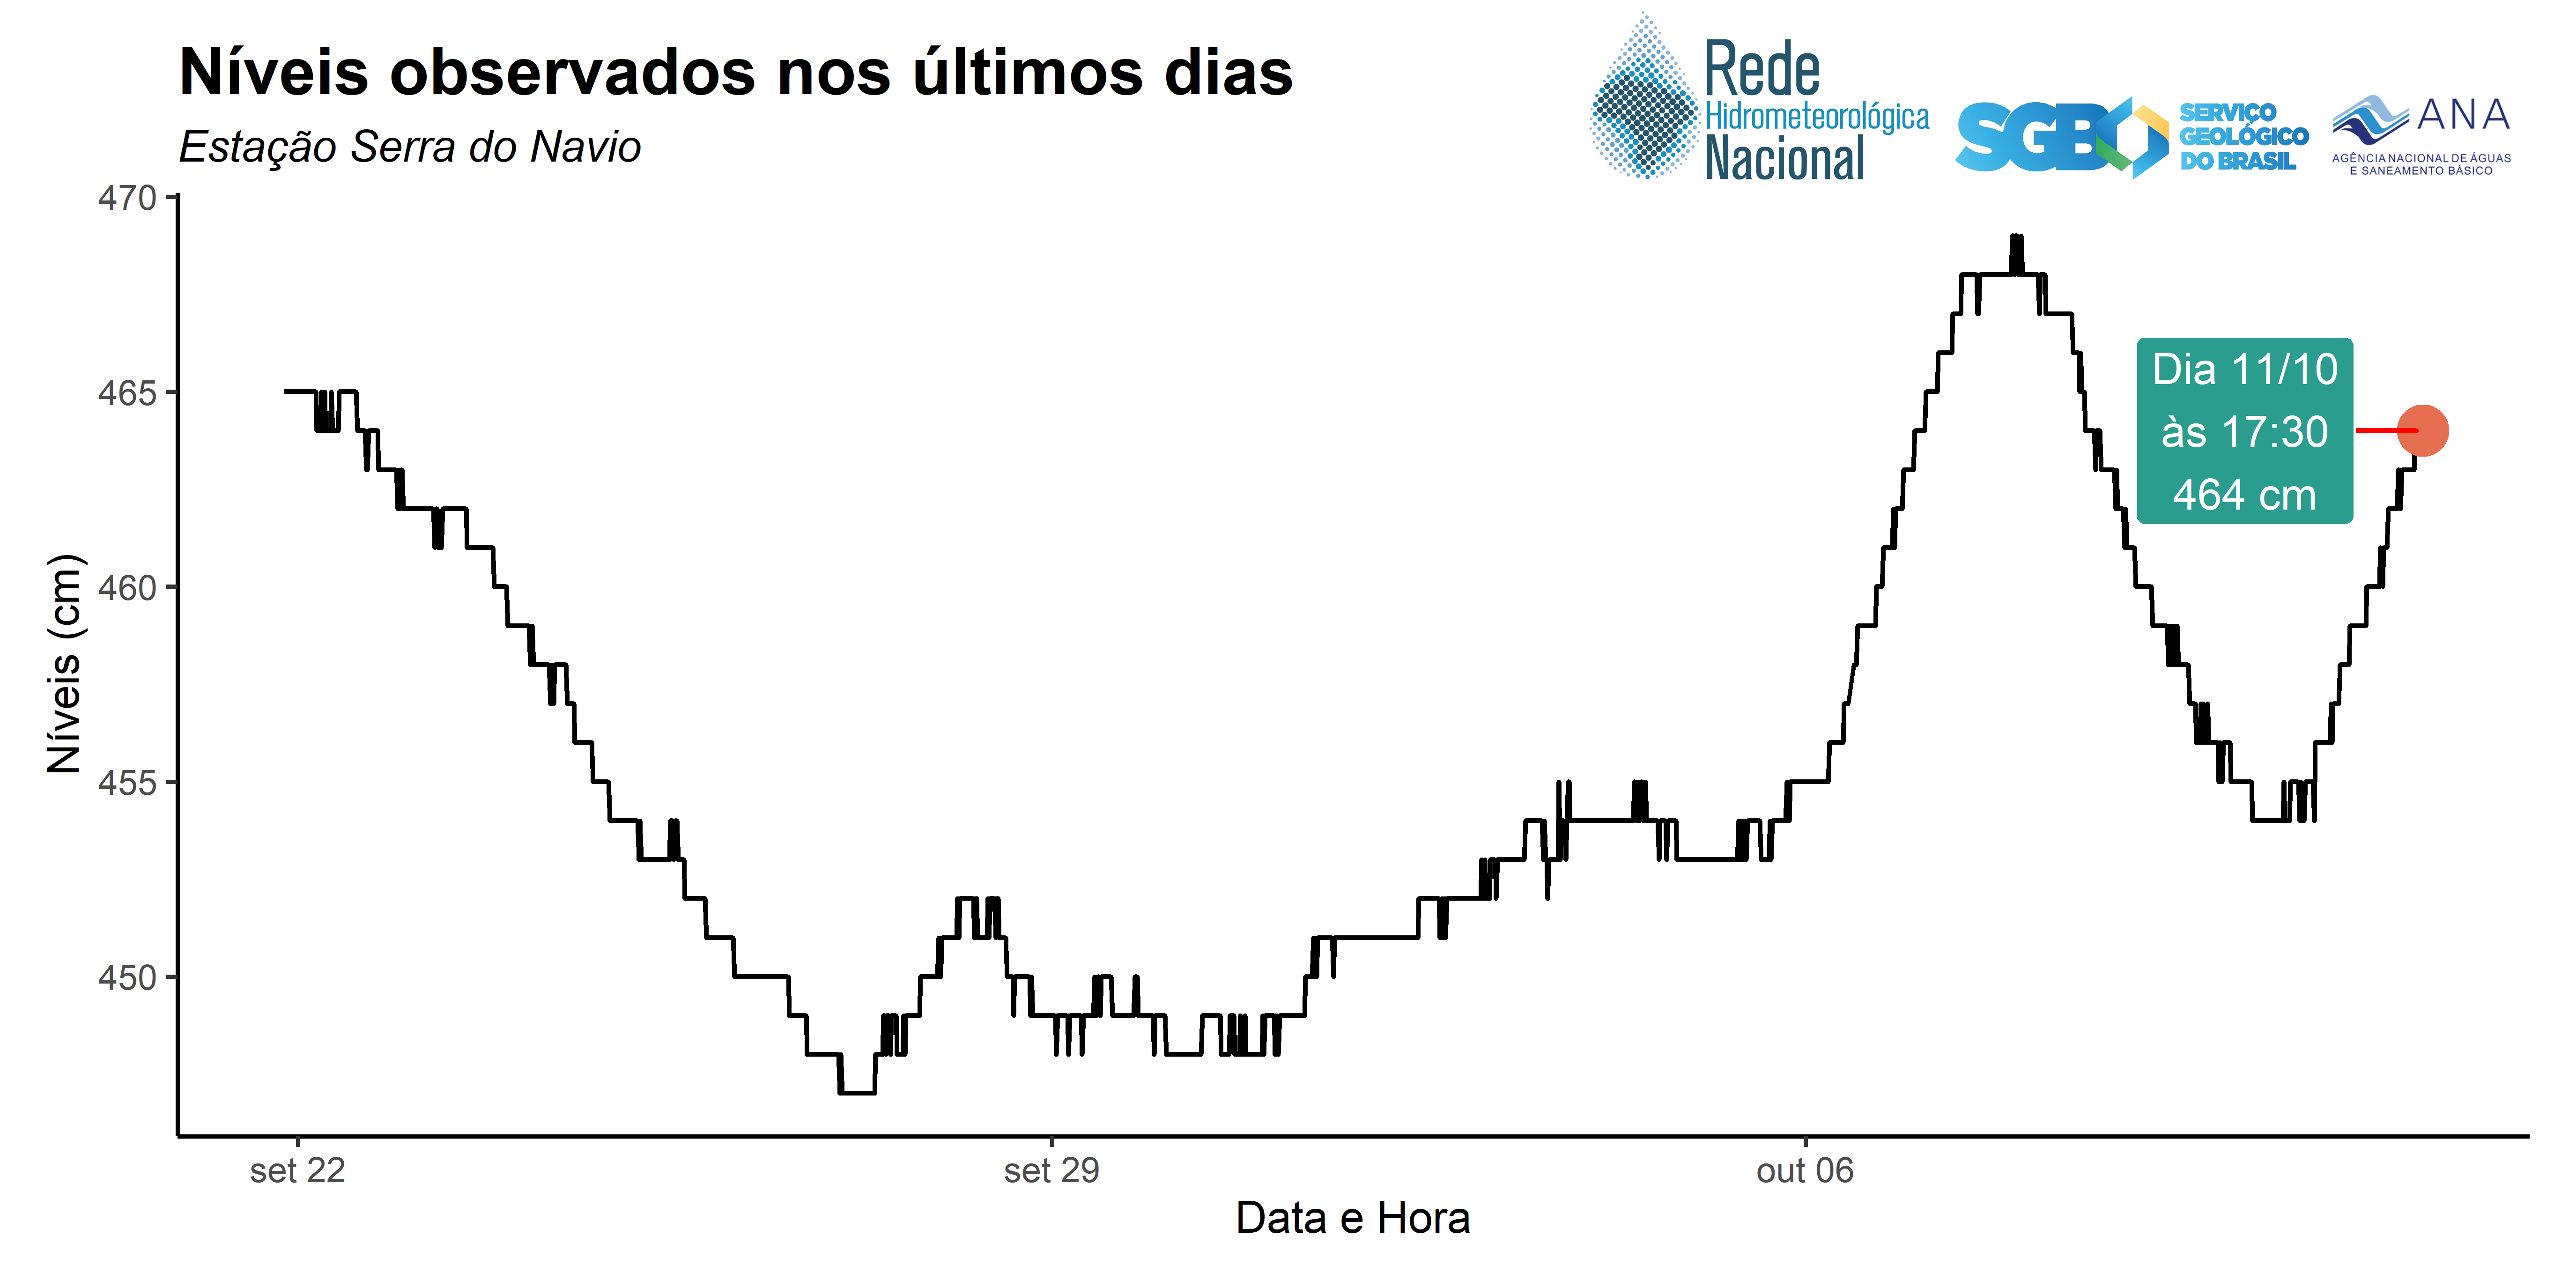 Níveis observados nos últimos dias
Estação Serra do Navio
Rede
Hidrometeorológica
Nacional
SGB
SERVIÇO
GEOLÓGICO
DO BRASIL
ANA
AGÊNCIA NACIONAL DE ÁGUAS
E SANEAMENTO BÁSICO
470
465
460
455
450
Níveis (cm)
Dia 11/10
às 17:30
464 cm
set 22
set 29
out 06
Data e Hora